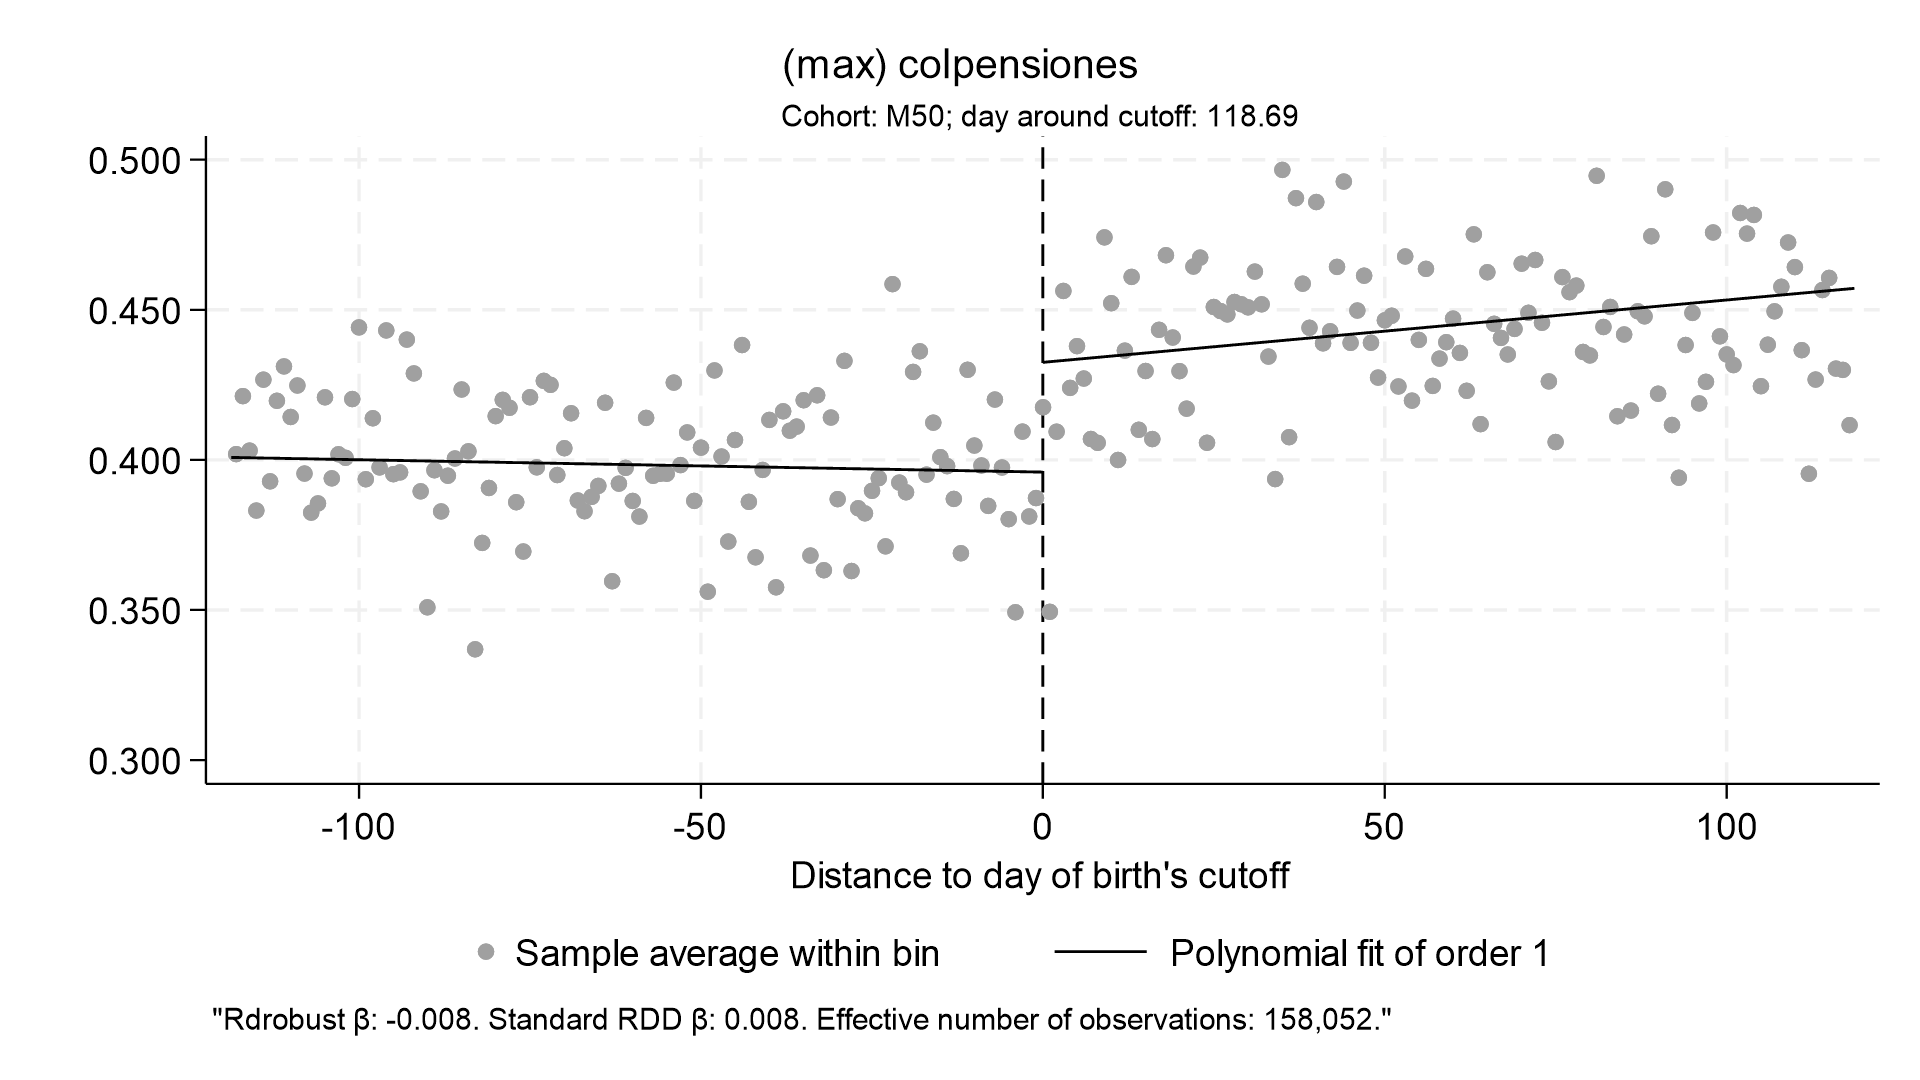 (max) colpensiones
Cohort: M50; day around cutoff: 118.69
0.500
0.450
0.400
0.350
0.300
-100 -50 0 50 100
Distance to day of birth's cutoff
Sample average within bin Polynomial fit of order 1
"Rdrobust β: -0.008. Standard RDD β: 0.008. Effective number of observations: 158,052."